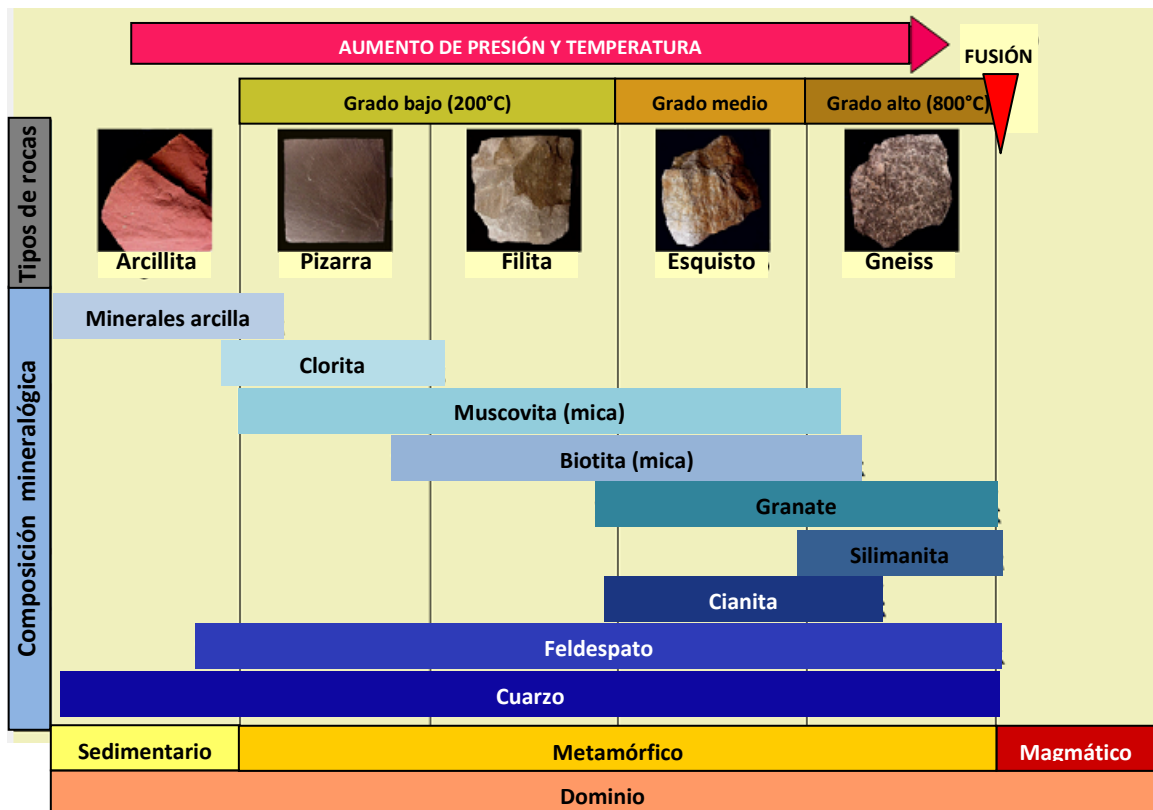 AUMENTO DE PRESIÓN Y TEMPERATURA
FUSIÓN
Grado bajo (200°C)
Grado medio
Grado alto (800°C)
Tipos de rocas
Arcillita
Pizarra
Filita
Esquisto
Gneiss
Composición mineralógica
Minerales arcilla
Clorita
Muscovita (mica)
Biotita (mica)
Granate
Silimanita
Cianita
Feldespato
Cuarzo
Sedimentario
Metamórfico
Magmático
Dominio